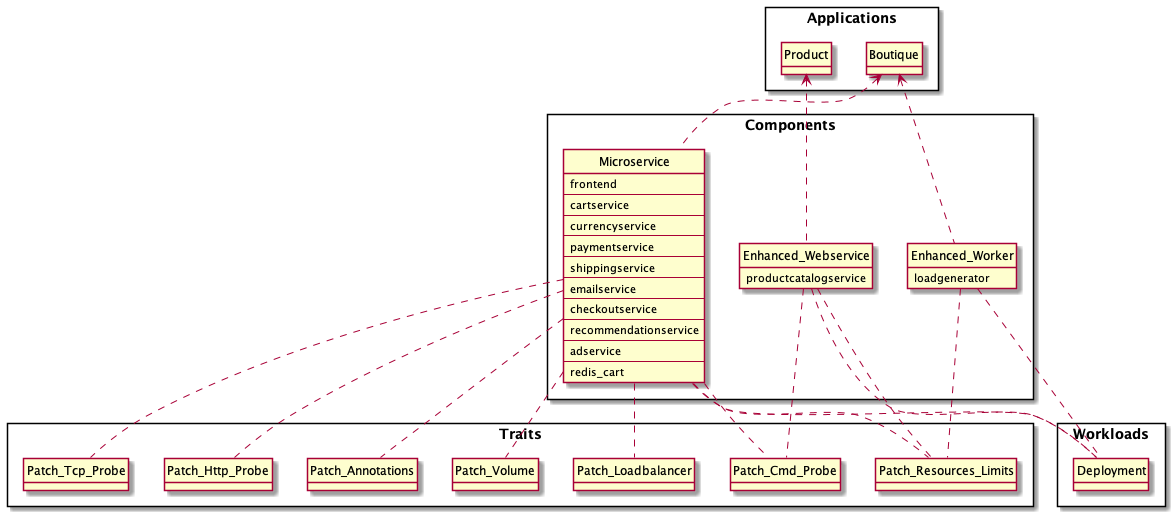 Applications
Product
Boutique
Components
Microservice
frontend
cartservice
currencyservice
paymentservice
shippingservice
emailservice
checkoutservice
recommendationservice
adservice
redis_cart
Enhanced_Webservice
productcatalogservice
Enhanced_Worker
loadgenerator
Traits
Patch_Tcp_Probe
Patch_Http_Probe
Patch_Annotations
Patch_Volume
Patch_Loadbalancer
Patch_Cmd_Probe
Patch_Resources_Limits
Workloads
Deployment